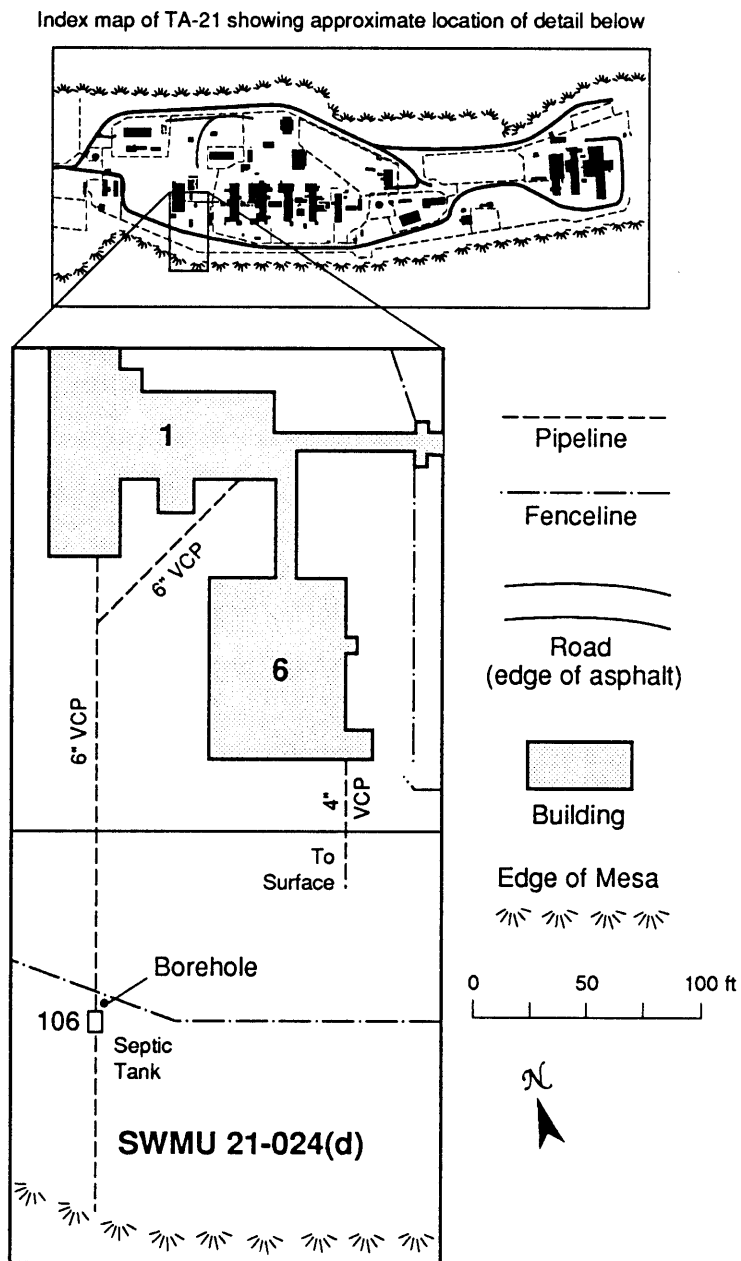 Index map of TA-21 showing approximate location of detail below
1
6" VCP
6
6" VCP
4"
VCP
To
Surface
Borehole
106
Septic
Tank
SWMU 21-024(d)
Pipeline
Fenceline
Road
(edge of asphalt)
Building
Edge of Mesa
0 50 100 ft
N